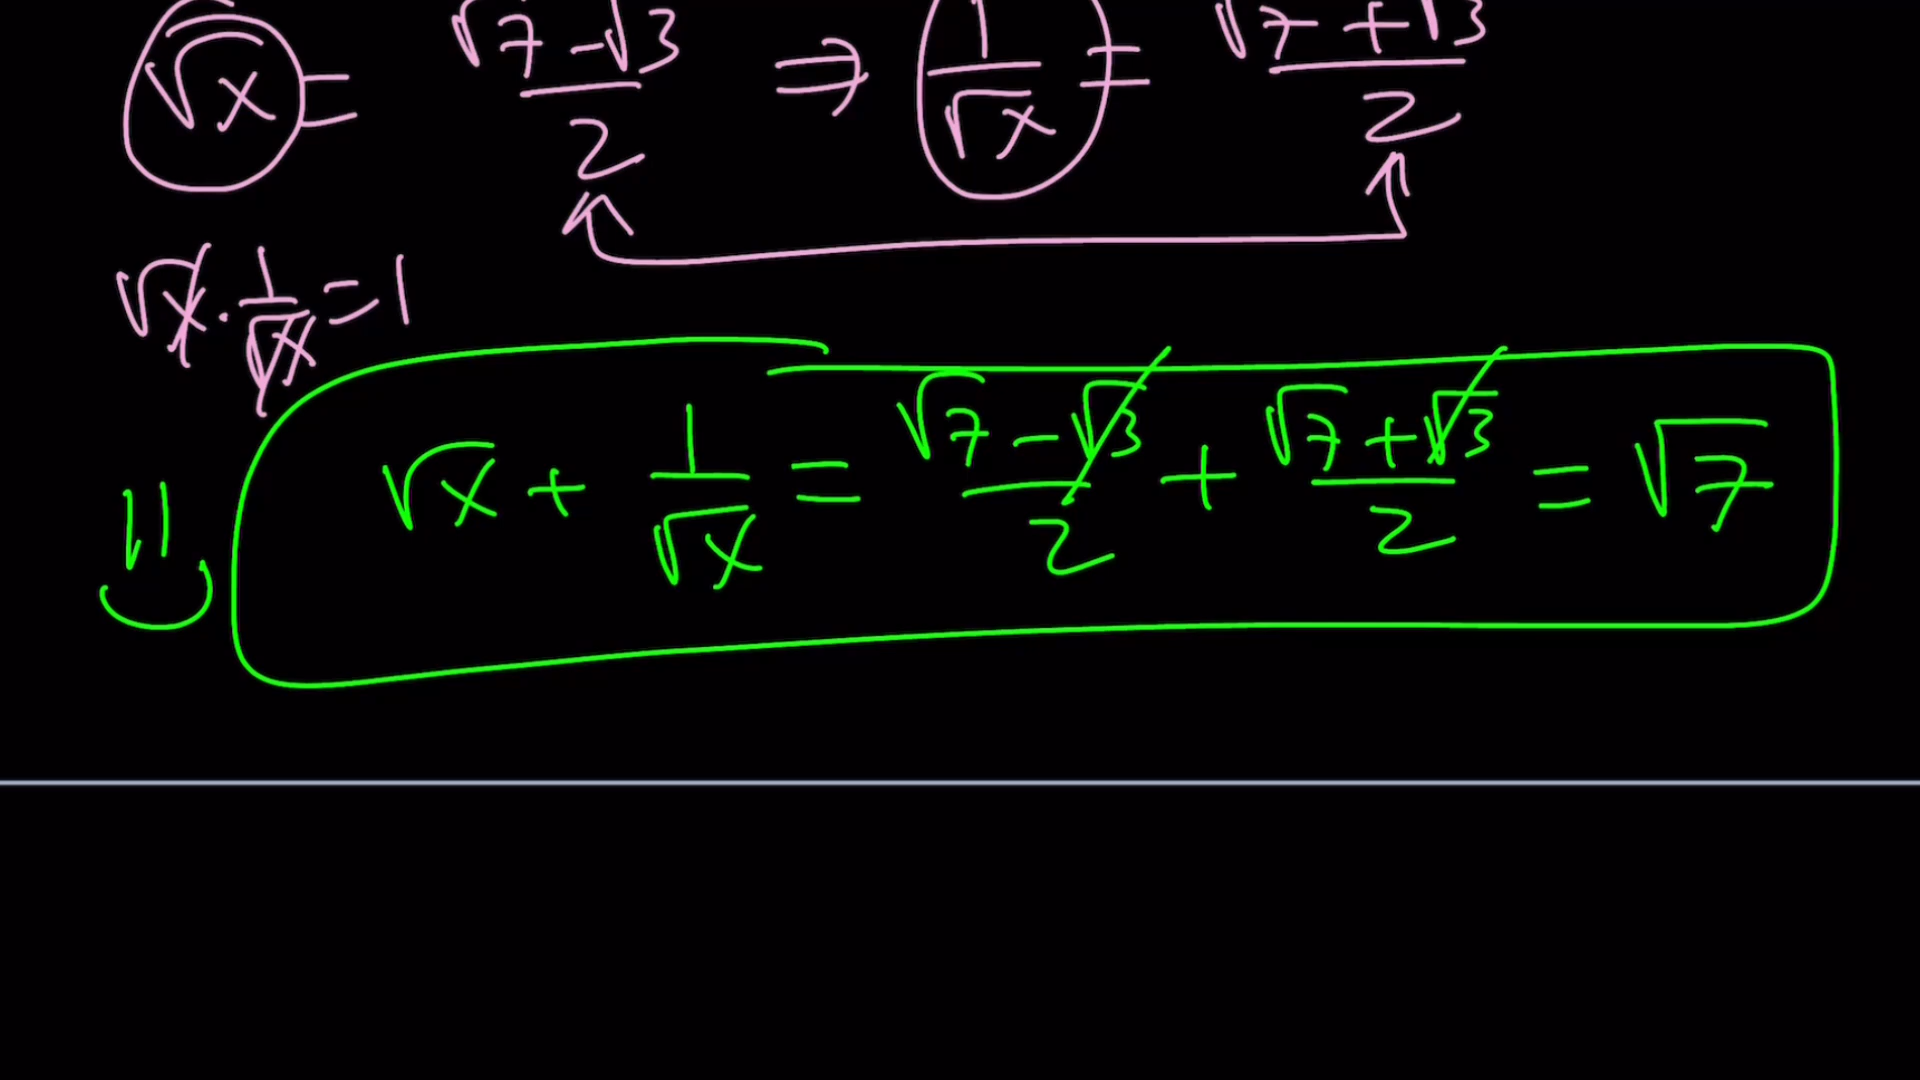 √x = (√7 - √3)/2 ⇒ 1/√x = (√7 + √3)/2
√x · 1/√x = 1
√x + 1/√x = (√7 - √3)/2 + (√7 + √3)/2 = √7